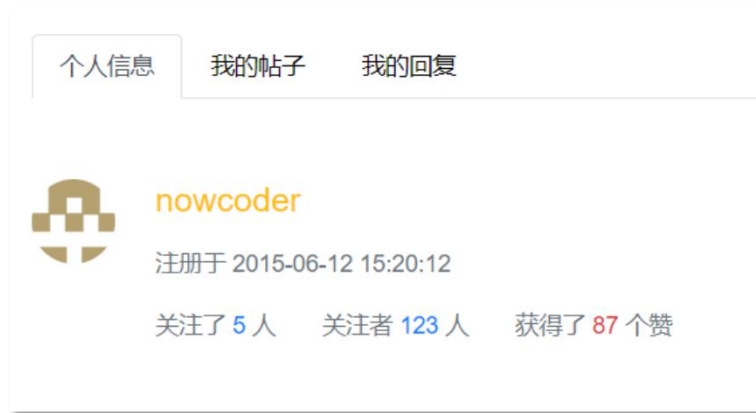 个人信息 我的帖子 我的回复
nowcoder
注册于 2015-06-12 15:20:12
关注了 5 人 关注者 123 人 获得了 87 个赞